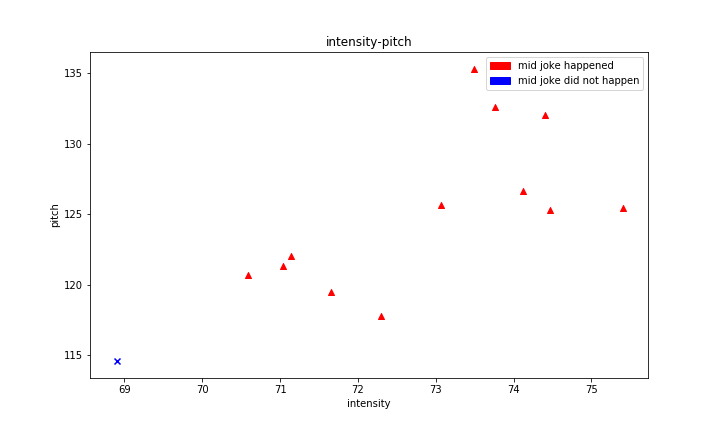 intensity-pitch
mid joke happened
mid joke did not happen
135
130
125
120
115
pitch
69 70 71 72 73 74 75
intensity